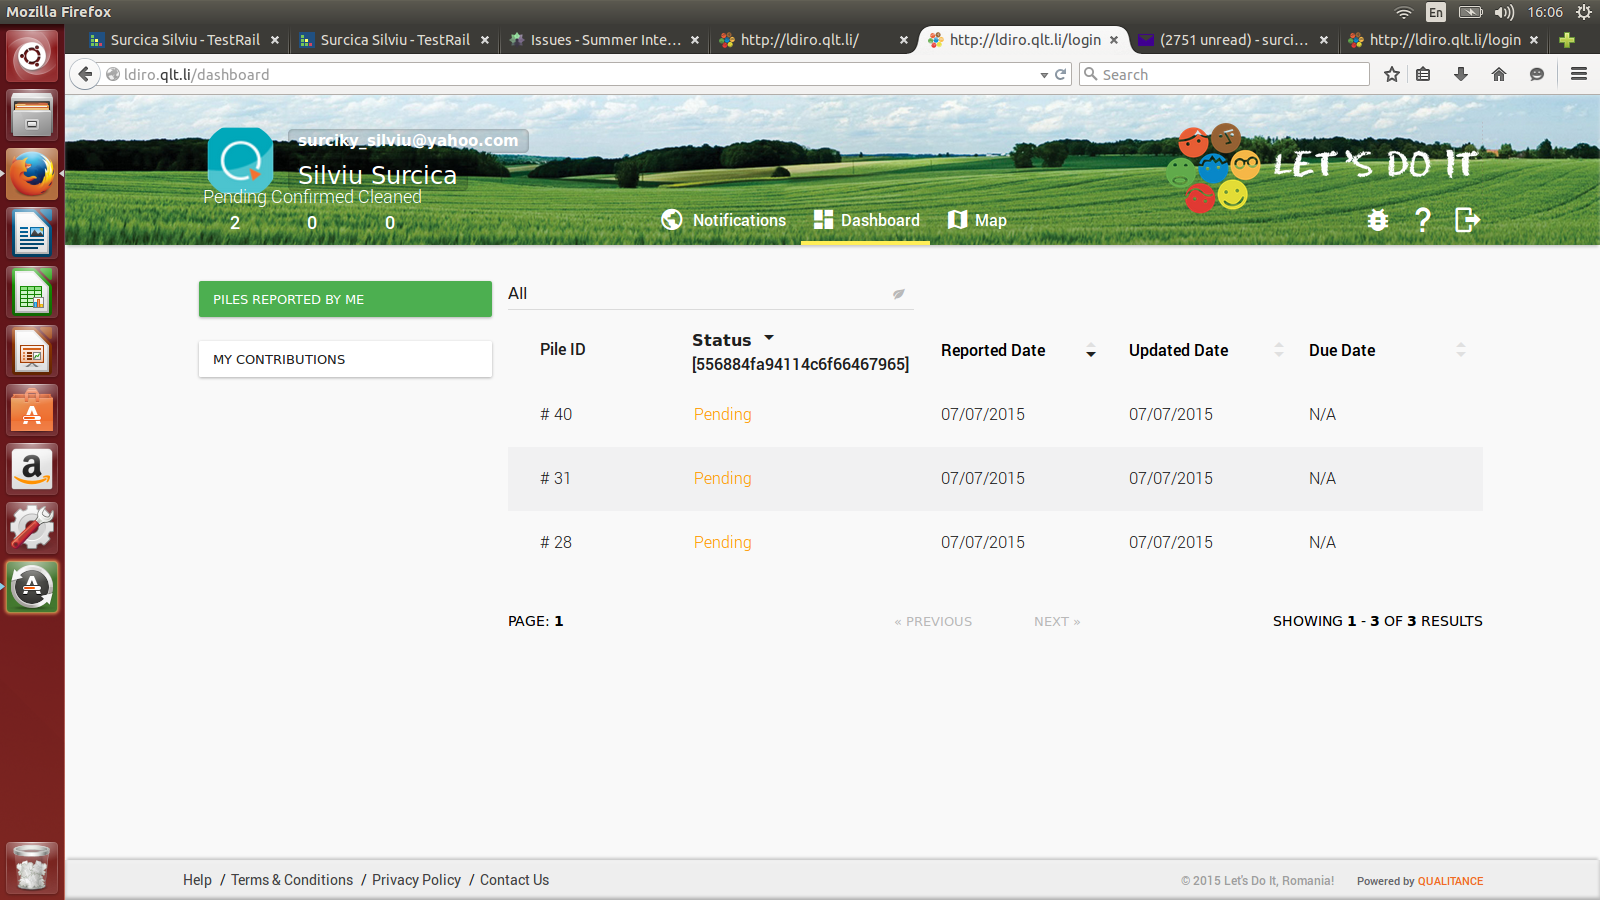 Mozilla Firefox
En
16:06
Surcica Silviu - TestRail
Surcica Silviu - TestRail
Issues - Summer Inte...
http://ldiro.qlt.li/
http://ldiro.qlt.li/login
(2751 unread) - surci...
http://ldiro.qlt.li/login
ldiro.qlt.li/dashboard
Search
surciky_silviu@yahoo.com
Silviu Surcica
Pending Confirmed Cleaned
2 0 0
Notifications
Dashboard
Map
LET'S DO IT
PILES REPORTED BY ME
MY CONTRIBUTIONS
All
Pile ID
Status
[556884fa94114c6f66467965]
Reported Date
Updated Date
Due Date
# 40 Pending 07/07/2015 07/07/2015 N/A
# 31 Pending 07/07/2015 07/07/2015 N/A
# 28 Pending 07/07/2015 07/07/2015 N/A
PAGE: 1
« PREVIOUS
NEXT »
SHOWING 1 - 3 OF 3 RESULTS
Help / Terms & Conditions / Privacy Policy / Contact Us
© 2015 Let's Do It, Romania!
Powered by QUALITANCE